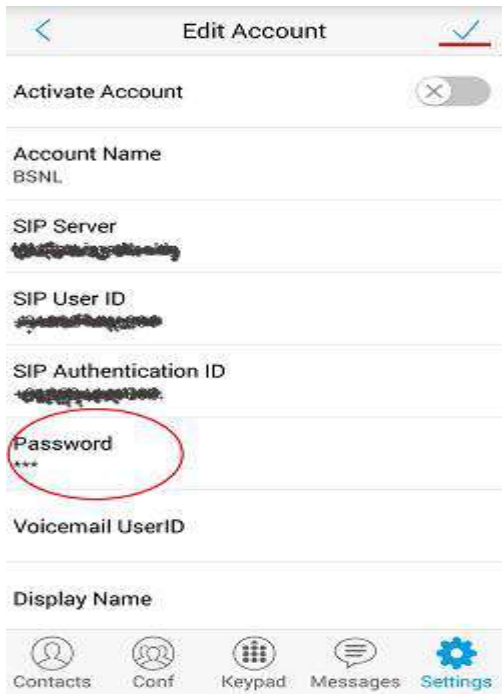 Edit Account
Activate Account
Account Name
BSNL
SIP Server
SIP User ID
SIP Authentication ID
Password
***
Voicemail UserID
Display Name
Contacts Conf Keypad Messages Settings